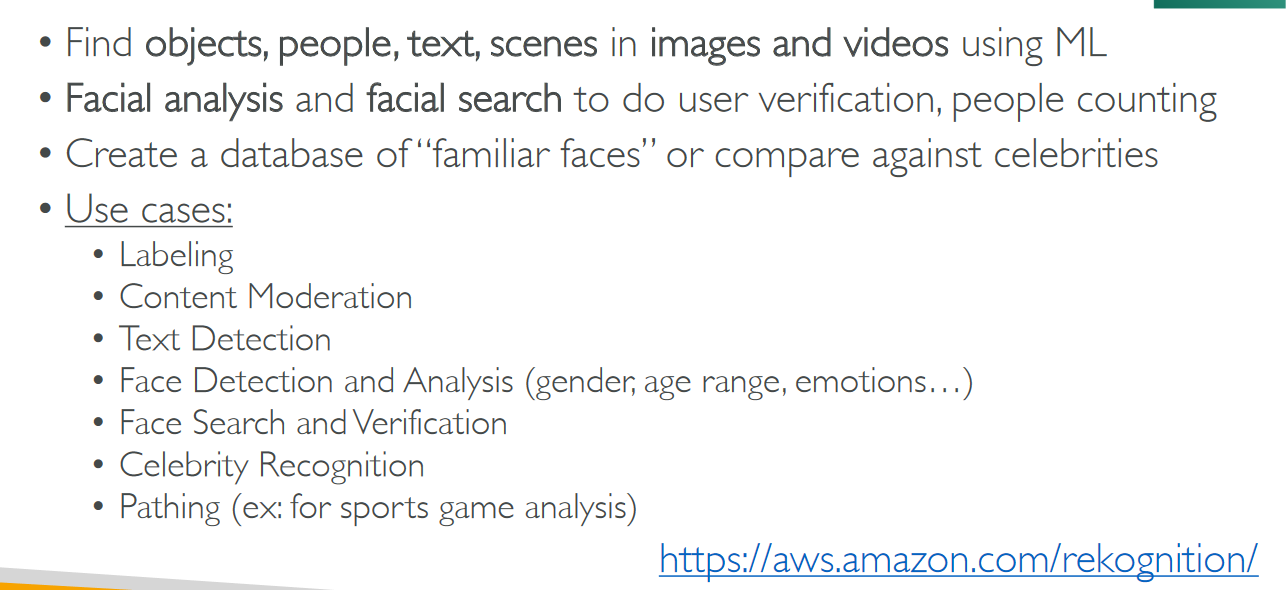 • Find objects, people, text, scenes in images and videos using ML
• Facial analysis and facial search to do user verification, people counting
• Create a database of “familiar faces” or compare against celebrities
• Use cases:
• Labeling
• Content Moderation
• Text Detection
• Face Detection and Analysis (gender, age range, emotions…)
• Face Search and Verification
• Celebrity Recognition
• Pathing (ex: for sports game analysis)
https://aws.amazon.com/rekognition/